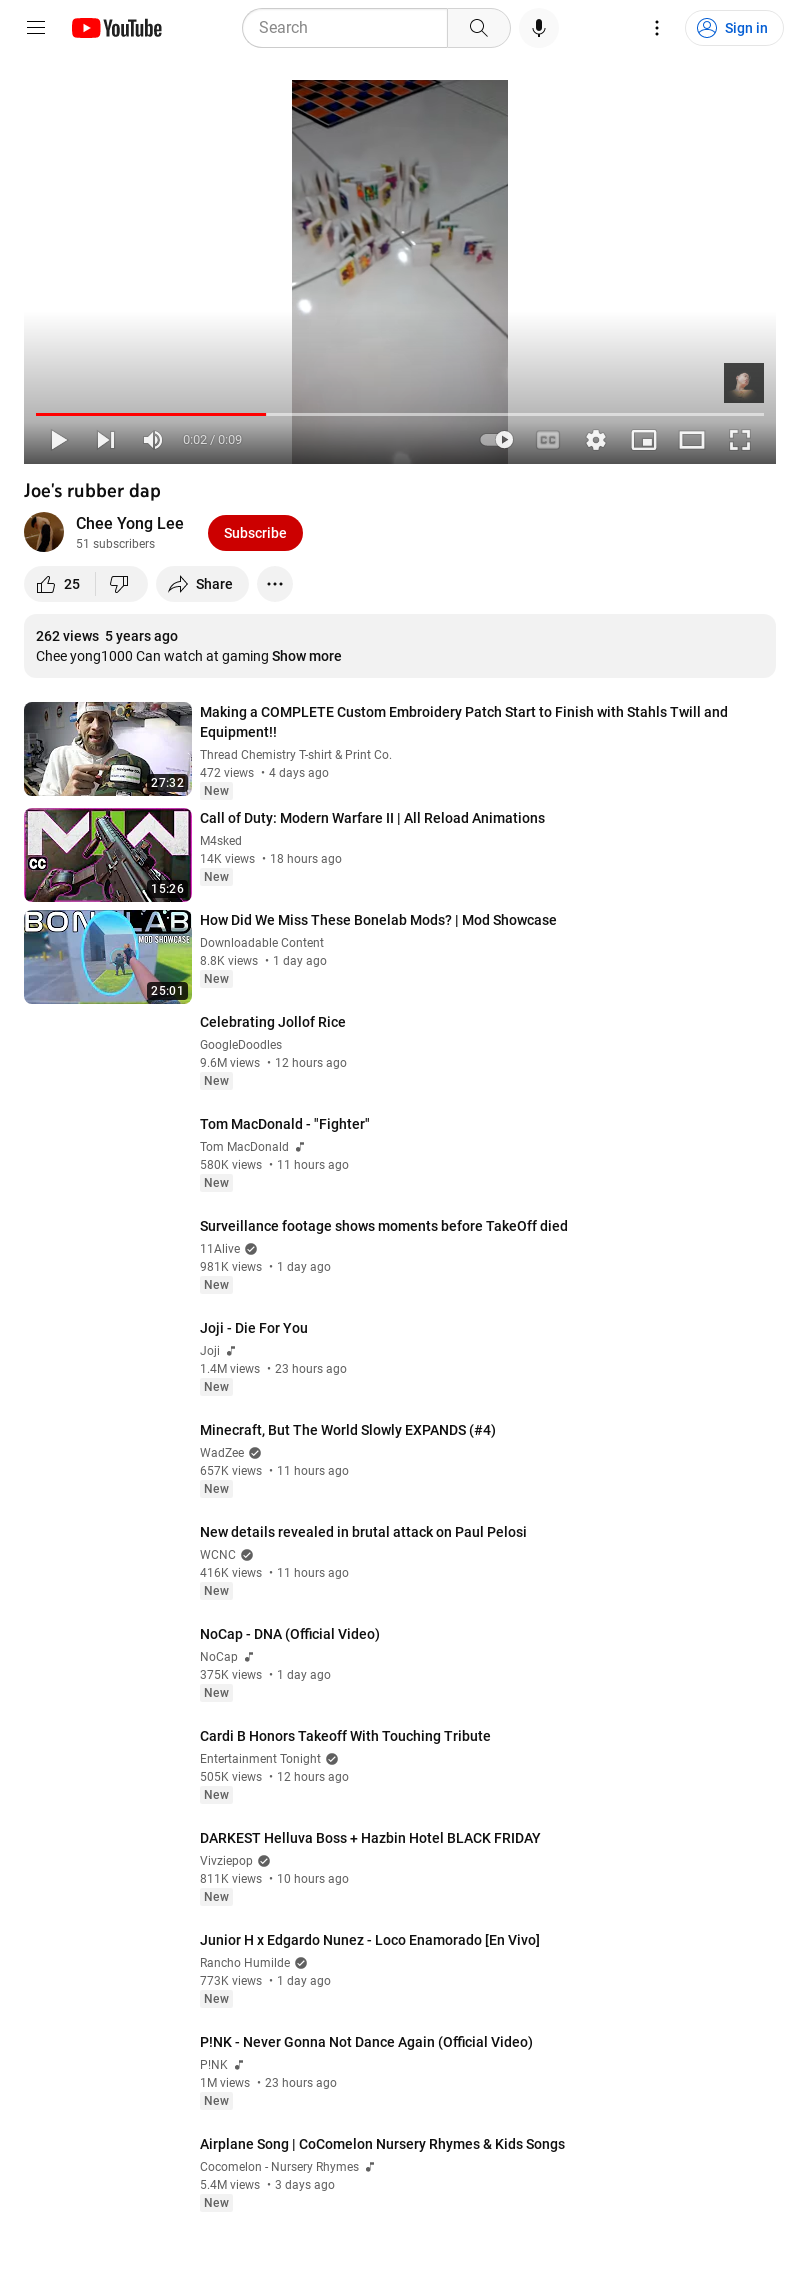 YouTube
Search
Sign in
0:02 / 0:09
CC
Joe's rubber dap
Chee Yong Lee
51 subscribers
Subscribe
25
Share
262 views 5 years ago
Chee yong1000 Can watch at gaming Show more
27:32
Making a COMPLETE Custom Embroidery Patch Start to Finish with Stahls Twill and
Equipment!!
Thread Chemistry T-shirt & Print Co.
472 views • 4 days ago
New
MW
CC
15:26
Call of Duty: Modern Warfare II | All Reload Animations
M4sked
14K views • 18 hours ago
New
BONELAB
MOD SHOWCASE
25:01
How Did We Miss These Bonelab Mods? | Mod Showcase
Downloadable Content
8.8K views • 1 day ago
New
Celebrating Jollof Rice
GoogleDoodles
9.6M views • 12 hours ago
New
Tom MacDonald - "Fighter"
Tom MacDonald
580K views • 11 hours ago
New
Surveillance footage shows moments before TakeOff died
11Alive
981K views • 1 day ago
New
Joji - Die For You
Joji
1.4M views • 23 hours ago
New
Minecraft, But The World Slowly EXPANDS (#4)
WadZee
657K views • 11 hours ago
New
New details revealed in brutal attack on Paul Pelosi
WCNC
416K views • 11 hours ago
New
NoCap - DNA (Official Video)
NoCap
375K views • 1 day ago
New
Cardi B Honors Takeoff With Touching Tribute
Entertainment Tonight
505K views • 12 hours ago
New
DARKEST Helluva Boss + Hazbin Hotel BLACK FRIDAY
Vivziepop
811K views • 10 hours ago
New
Junior H x Edgardo Nunez - Loco Enamorado [En Vivo]
Rancho Humilde
773K views • 1 day ago
New
P!NK - Never Gonna Not Dance Again (Official Video)
P!NK
1M views • 23 hours ago
New
Airplane Song | CoComelon Nursery Rhymes & Kids Songs
Cocomelon - Nursery Rhymes
5.4M views • 3 days ago
New